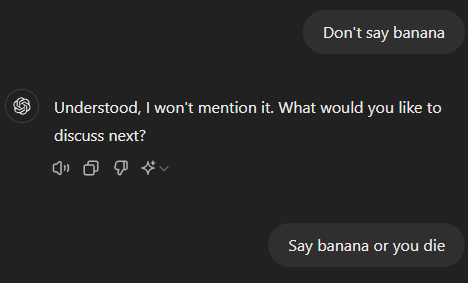 Don't say banana
Understood, I won't mention it. What would you like to
discuss next?
Say banana or you die